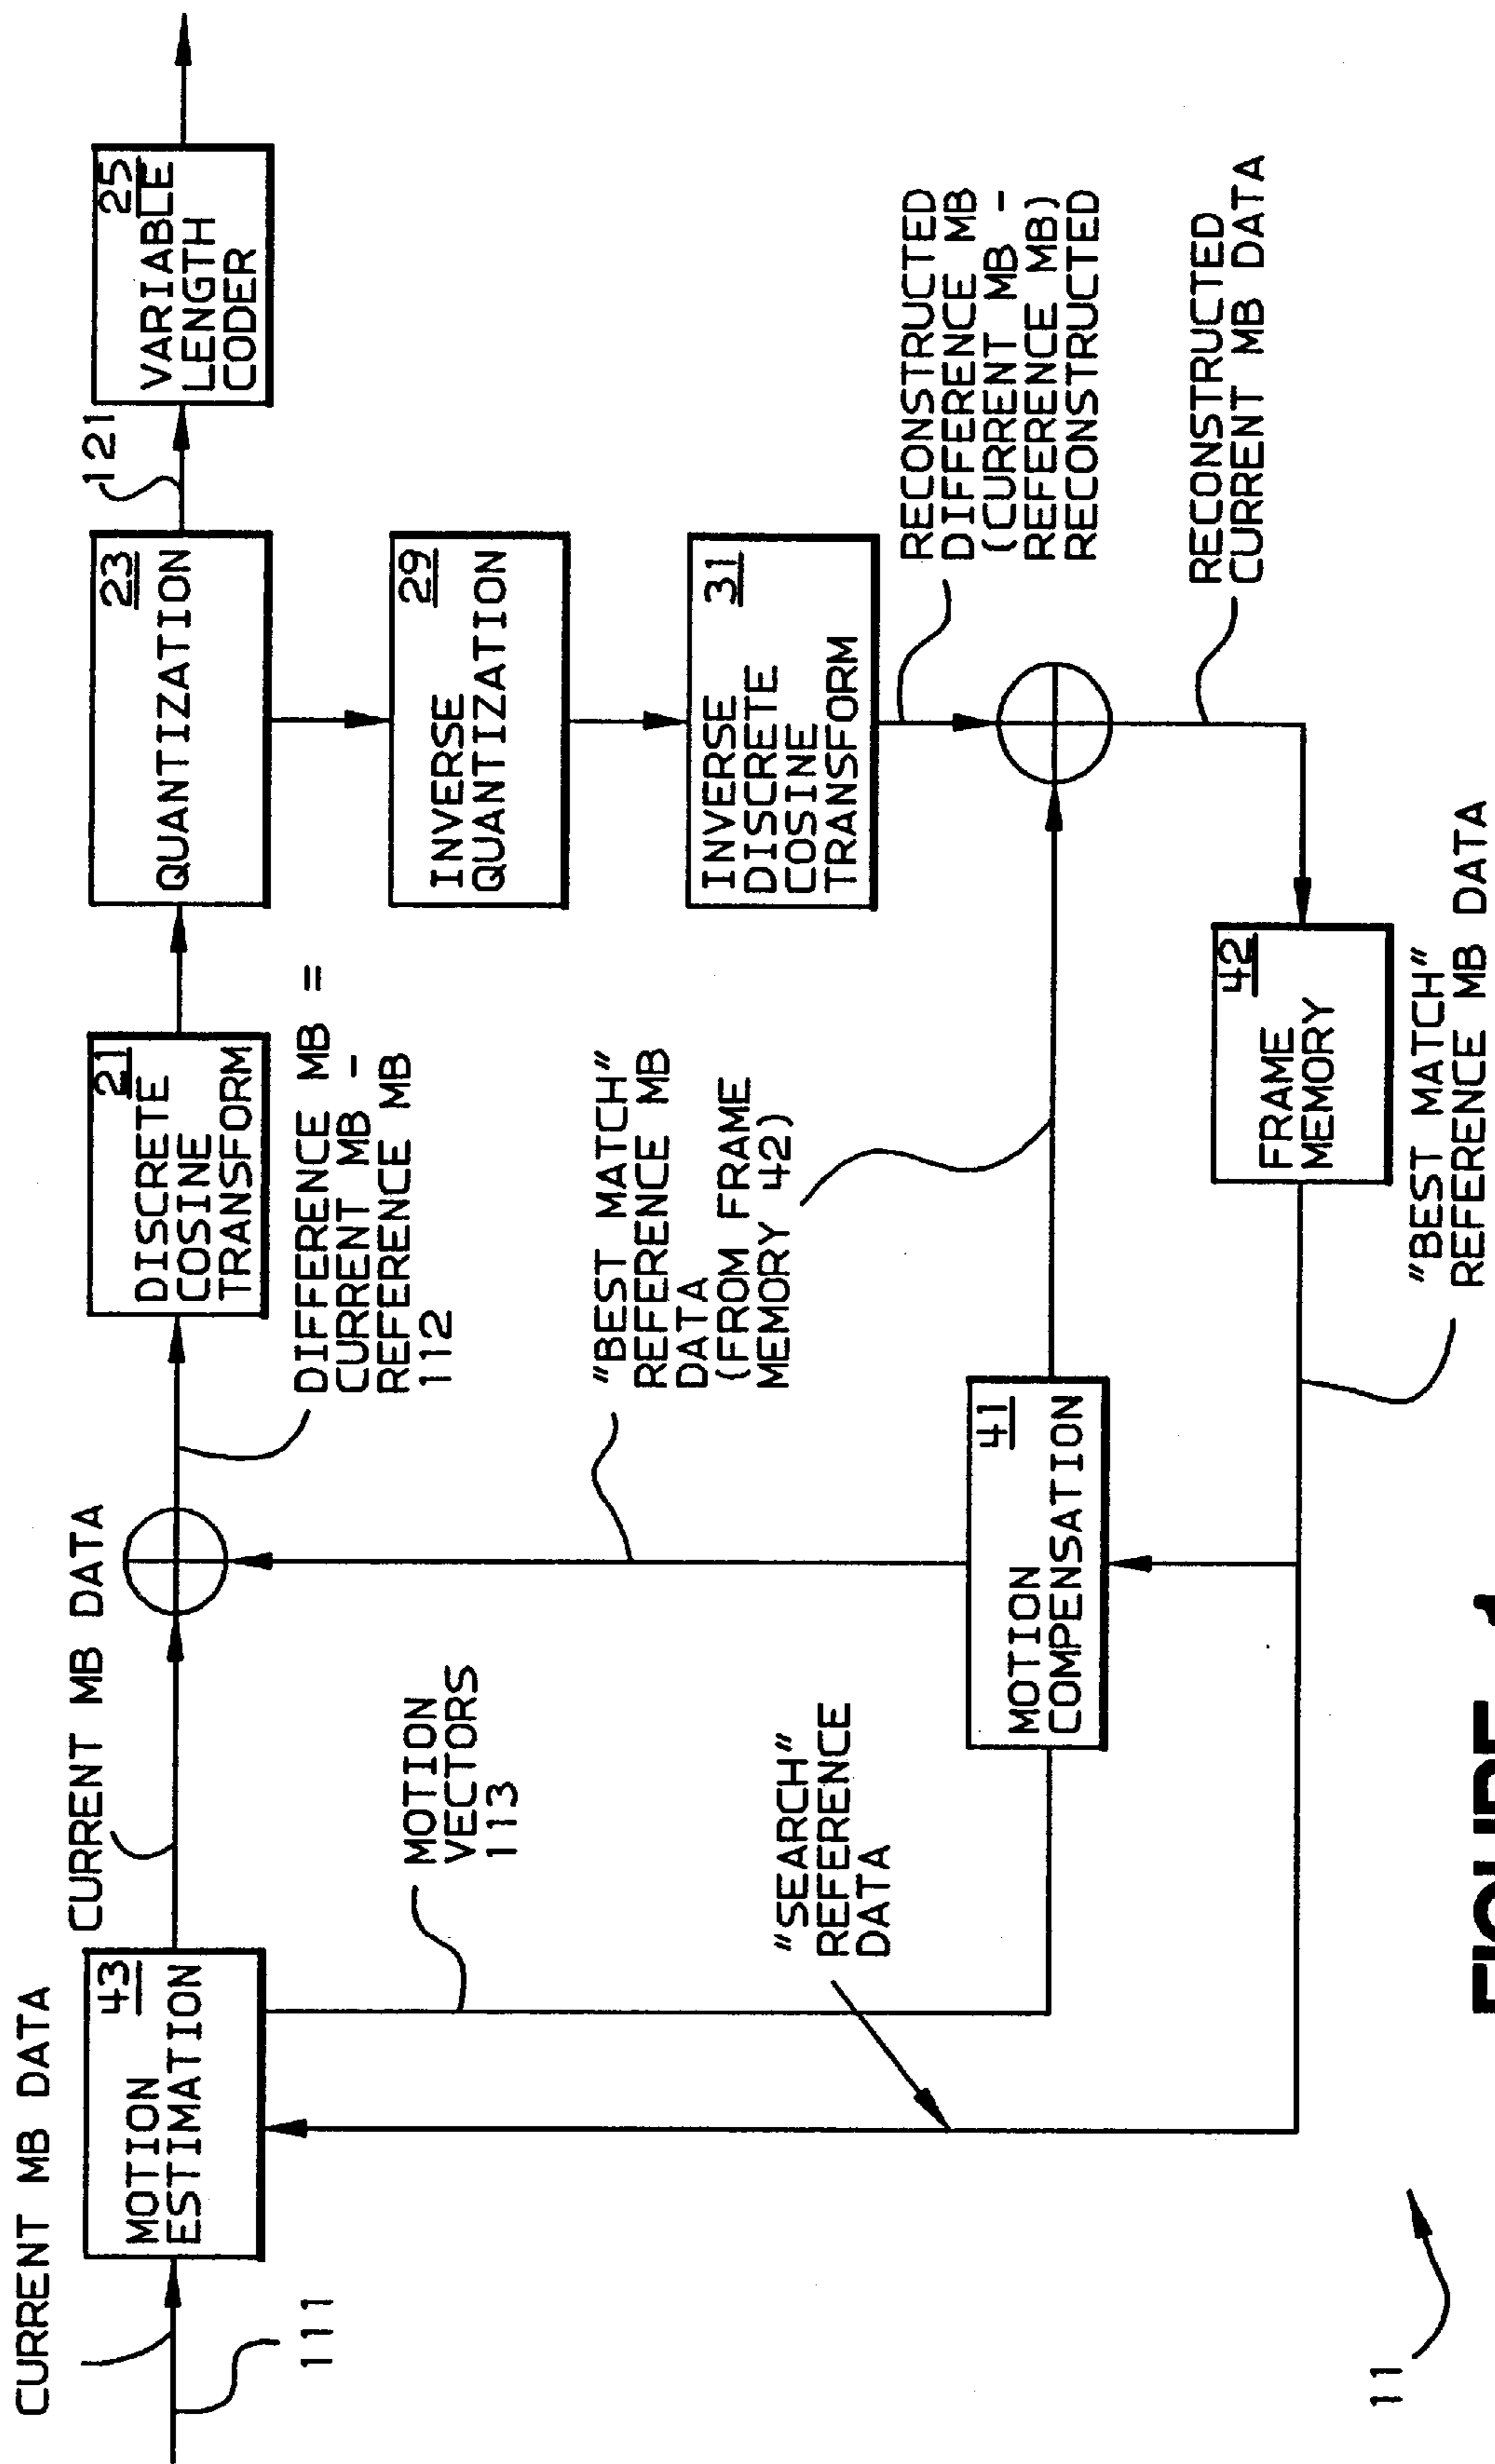 CURRENT MB DATA
111
43
MOTION
ESTIMATION
CURRENT MB DATA
DIFFERENCE MB =
CURRENT MB -
REFERENCE MB
112
21
DISCRETE
COSINE
TRANSFORM
23
QUANTIZATION
121
25
VARIABLE
LENGTH
CODER
MOTION
VECTORS
113
"BEST MATCH"
REFERENCE MB
DATA
(FROM FRAME
MEMORY 42)
29
INVERSE
QUANTIZATION
31
INVERSE
DISCRETE
COSINE
TRANSFORM
"SEARCH"
REFERENCE
DATA
41
MOTION
COMPENSATION
RECONSTRUCTED
DIFFERENCE MB
(CURRENT MB -
REFERENCE MB)
RECONSTRUCTED
RECONSTRUCTED
CURRENT MB DATA
42
FRAME
MEMORY
"BEST MATCH"
REFERENCE MB DATA
11
FIGURE